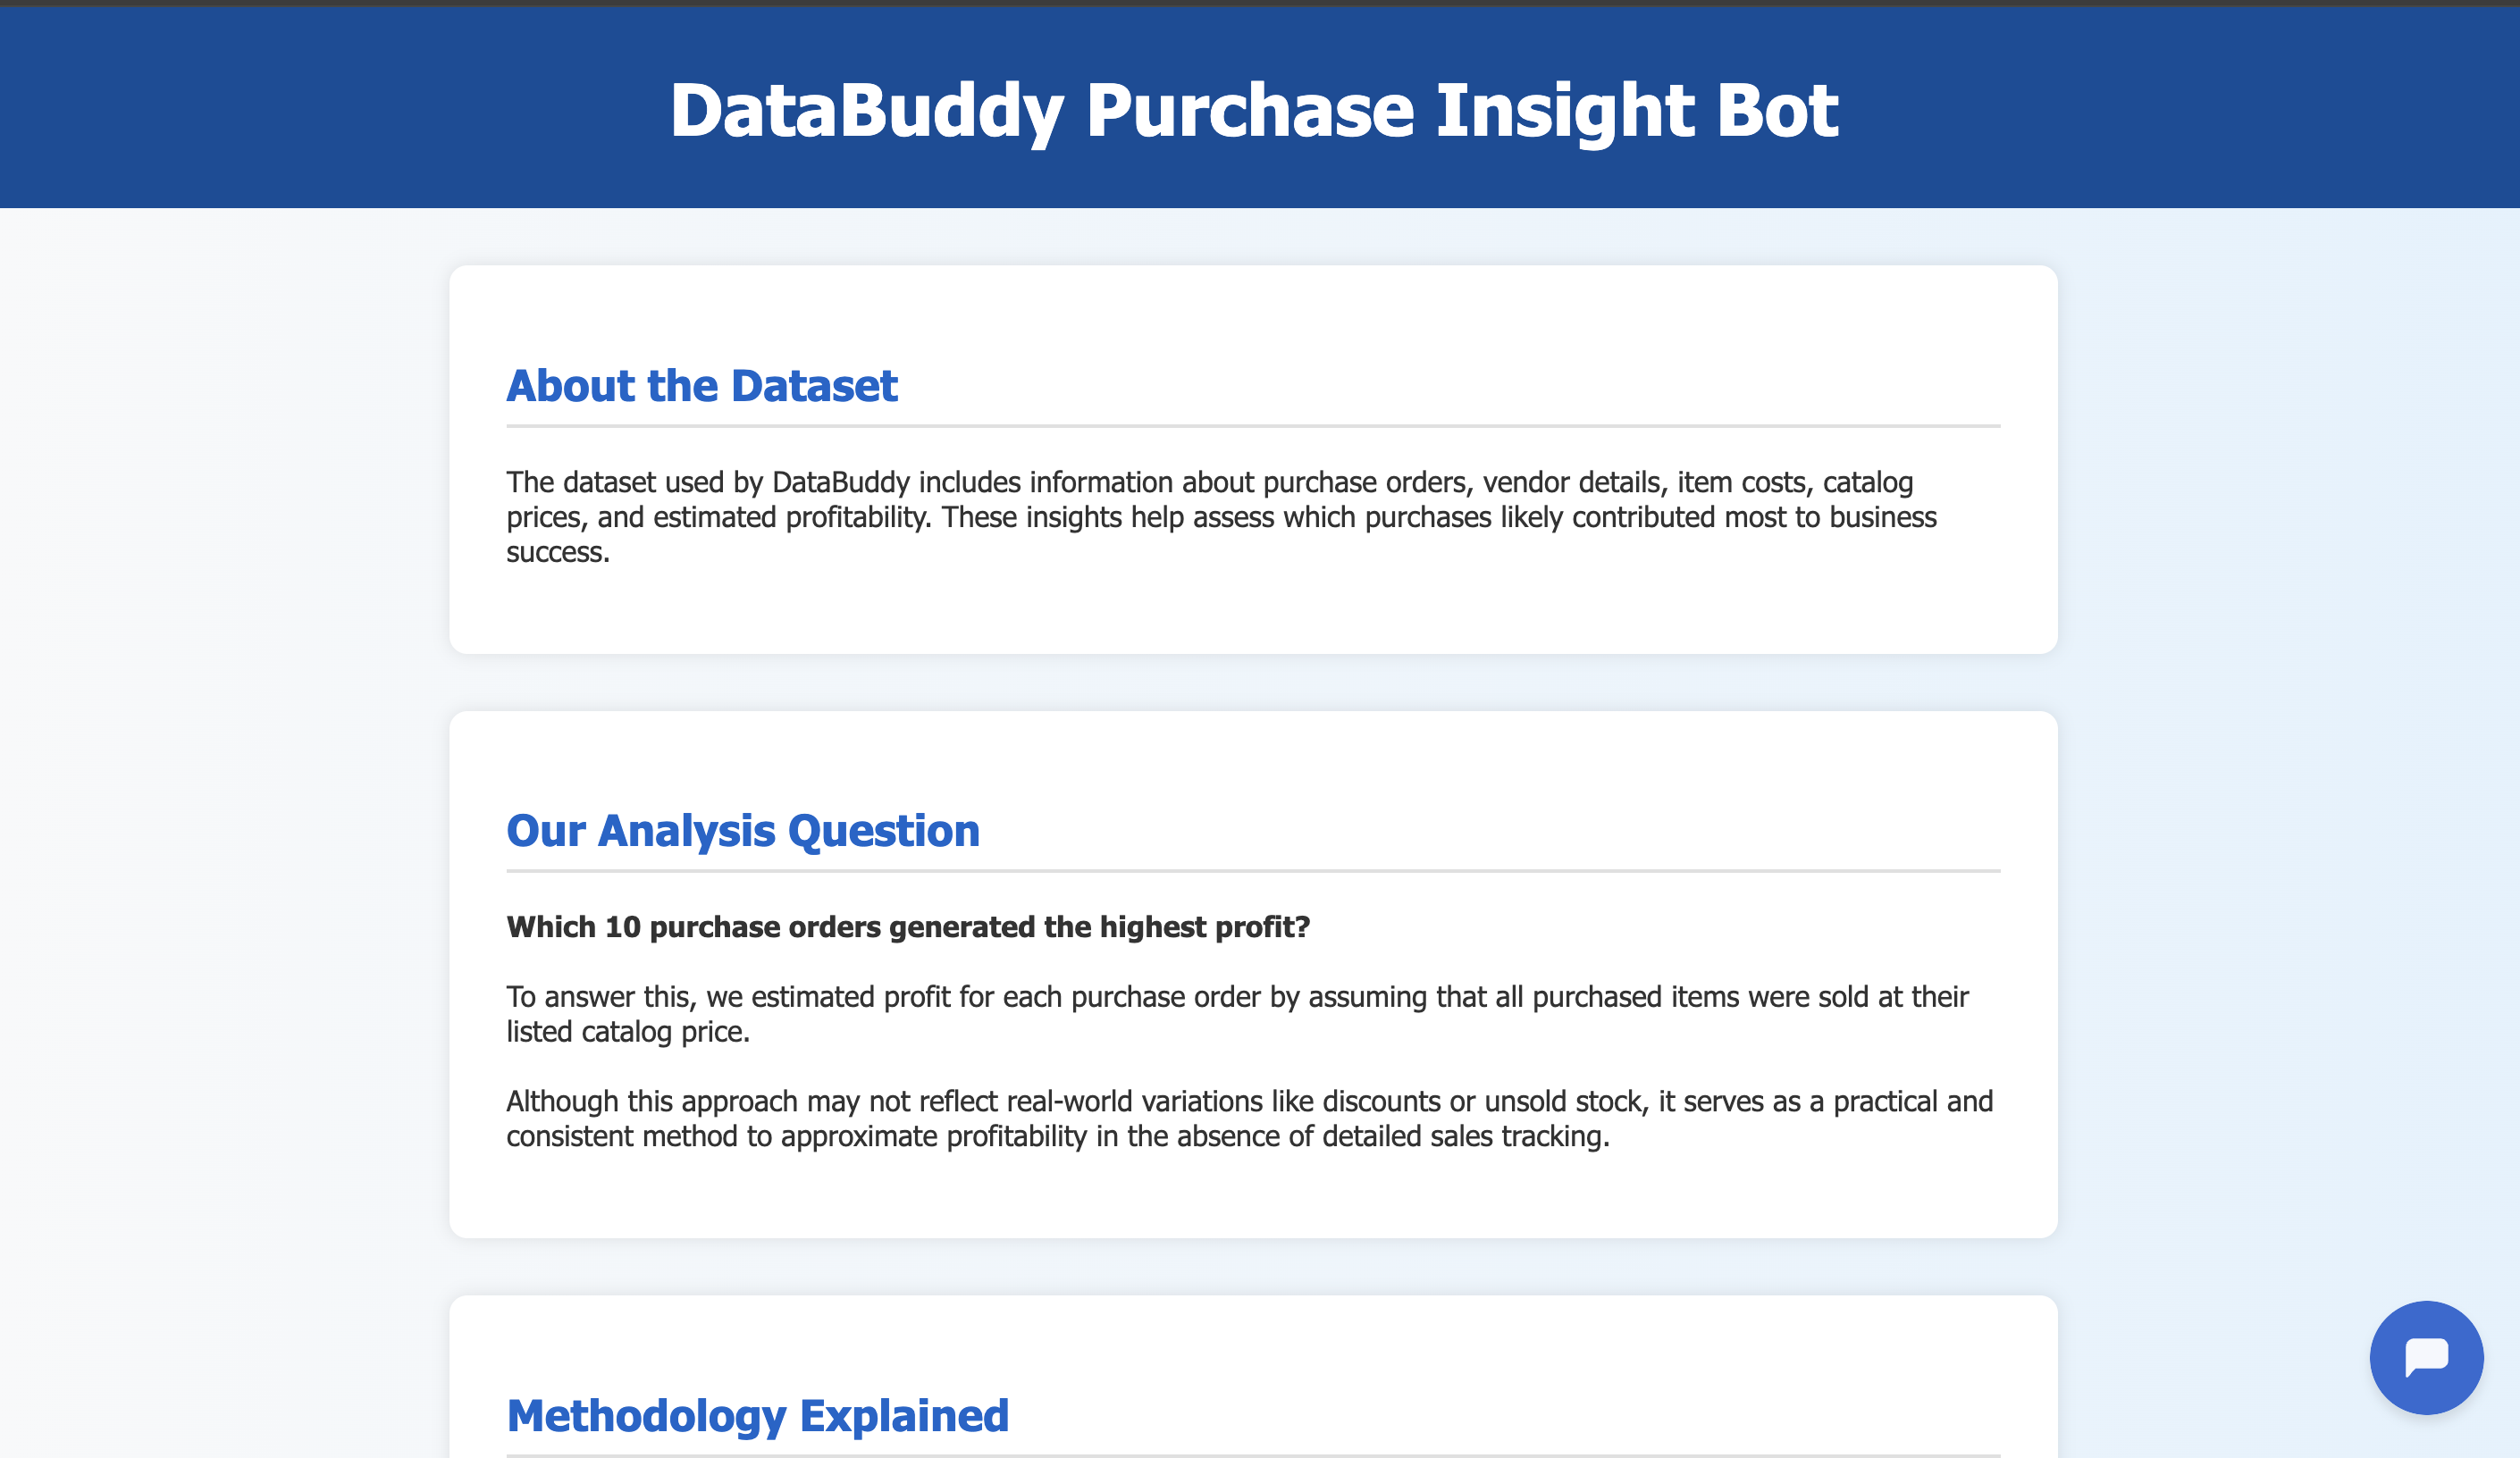 DataBuddy Purchase Insight Bot
About the Dataset
The dataset used by DataBuddy includes information about purchase orders, vendor details, item costs, catalog
prices, and estimated profitability. These insights help assess which purchases likely contributed most to business
success.
Our Analysis Question
Which 10 purchase orders generated the highest profit?
To answer this, we estimated profit for each purchase order by assuming that all purchased items were sold at their
listed catalog price.
Although this approach may not reflect real-world variations like discounts or unsold stock, it serves as a practical and
consistent method to approximate profitability in the absence of detailed sales tracking.
Methodology Explained